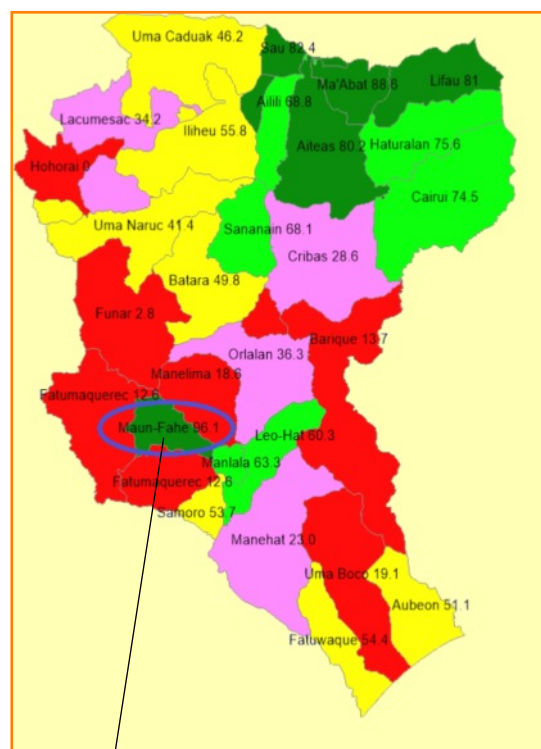 Uma Caduak 46.2
Sau 82.4
Ma'Abat 88.6
Lifau 81
Lacumesac 34.2
Ailili 68.8
Iliheu 55.8
Aiteas 80.2
Haturalan 75.6
Hohorai 0
Cairui 74.5
Uma Naruc 41.4
Sananain 68.1
Cribas 28.6
Batara 49.8
Funar 2.8
Barique 13.7
Orlalan 36.3
Manelima 18.6
Fatumaquerec 12.6
Maun-Fahe 96.1
Leo-Hat 60.3
Manlala 63.3
Fatumaquerec 12.6
Samoro 53.7
Manehat 23.0
Uma Boco 19.1
Aubeon 51.1
Fatuwaque 54.4